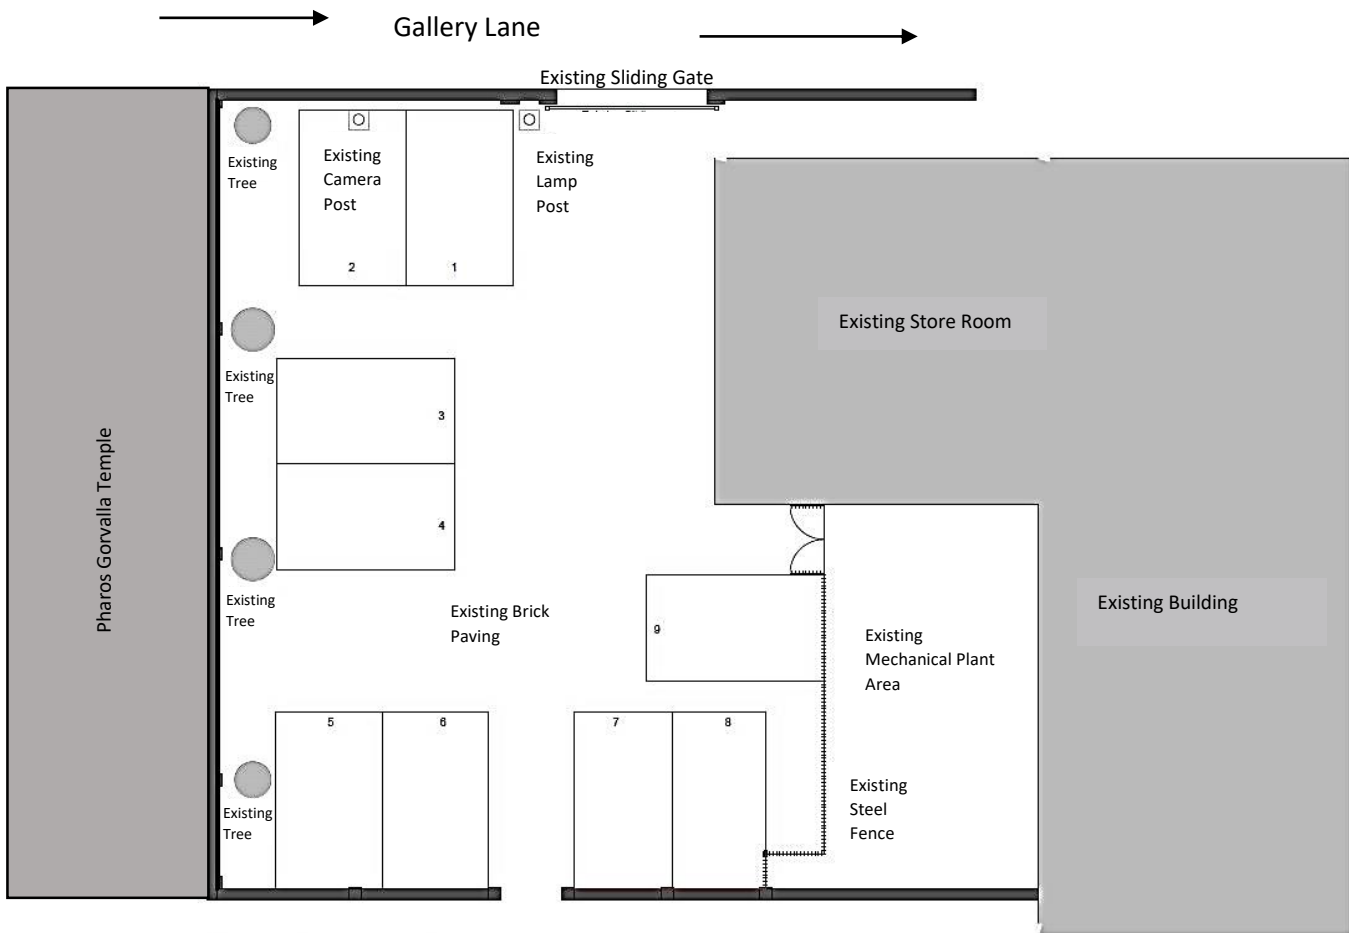 Gallery Lane
Existing Sliding Gate
Existing
Tree
Existing
Camera
Post
Existing
Lamp
Post
2
1
Existing Store Room
Existing
Tree
3
4
Pharos Gorvalla Temple
Existing
Tree
Existing Brick
Paving
9
Existing
Mechanical Plant
Area
Existing Building
5
6
7
8
Existing
Tree
Existing
Steel
Fence